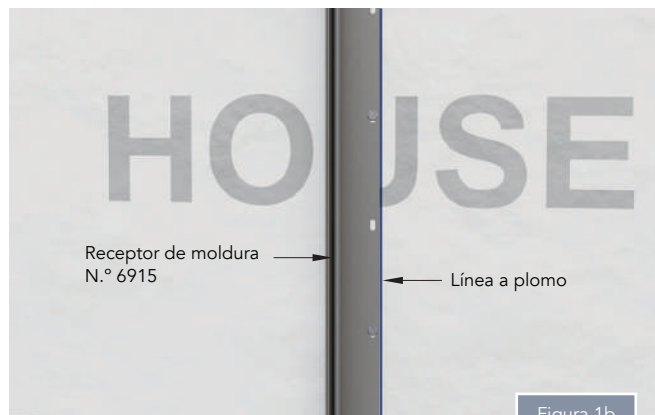 HOUSE
Receptor de moldura
N.º 6915
Línea a plomo
Figura 1b